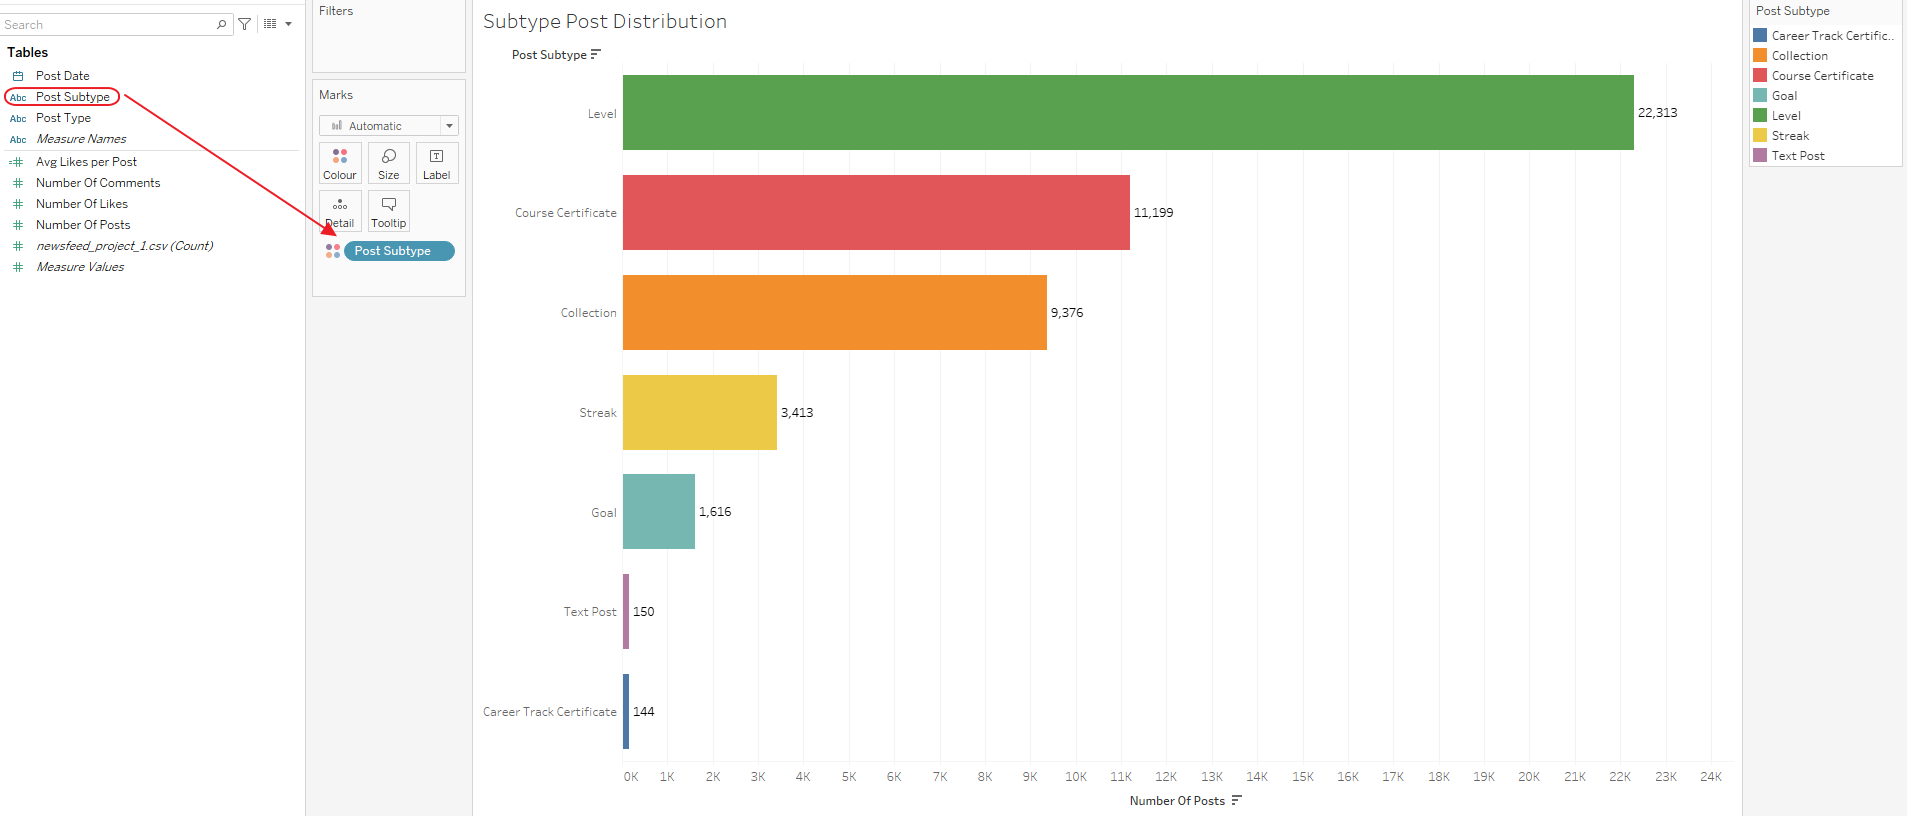 Search
Tables
Post Date
Abc Post Subtype
Abc Post Type
Abc Measure Names
Avg Likes per Post
Number Of Comments
Number Of Likes
Number Of Posts
newsfeed_project_1.csv (Count)
Measure Values
Filters
Marks
Automatic
Colour Size Label
Detail Tooltip
Post Subtype
Subtype Post Distribution
Post Subtype
Level 22,313
Course Certificate 11,199
Collection 9,376
Streak 3,413
Goal 1,616
Text Post 150
Career Track Certificate 144
0K 1K 2K 3K 4K 5K 6K 7K 8K 9K 10K 11K 12K 13K 14K 15K 16K 17K 18K 19K 20K 21K 22K 23K 24K
Number Of Posts
Post Subtype
Career Track Certific..
Collection
Course Certificate
Goal
Level
Streak
Text Post